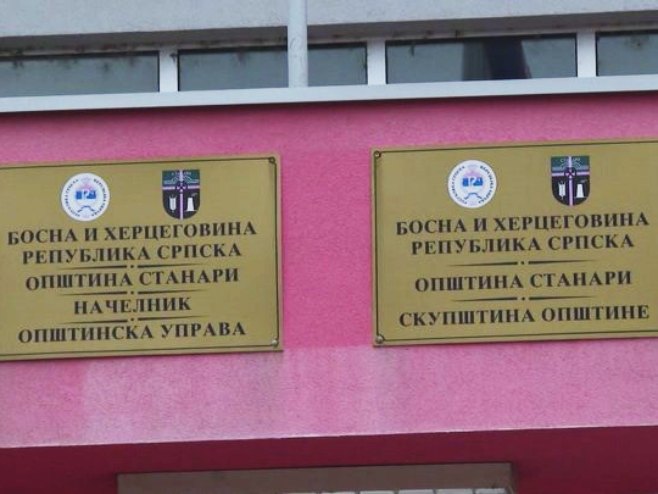 БОСНА И ХЕРЦЕГОВИНА
РЕПУБЛИКА СРПСКА
ОПШТИНА СТАНАРИ
НАЧЕЛНИК
ОПШТИНСКА УПРАВА
БОСНА И ХЕРЦЕГОВИНА
РЕПУБЛИКА СРПСКА
ОПШТИНА СТАНАРИ
СКУПШТИНА ОПШТИНЕ